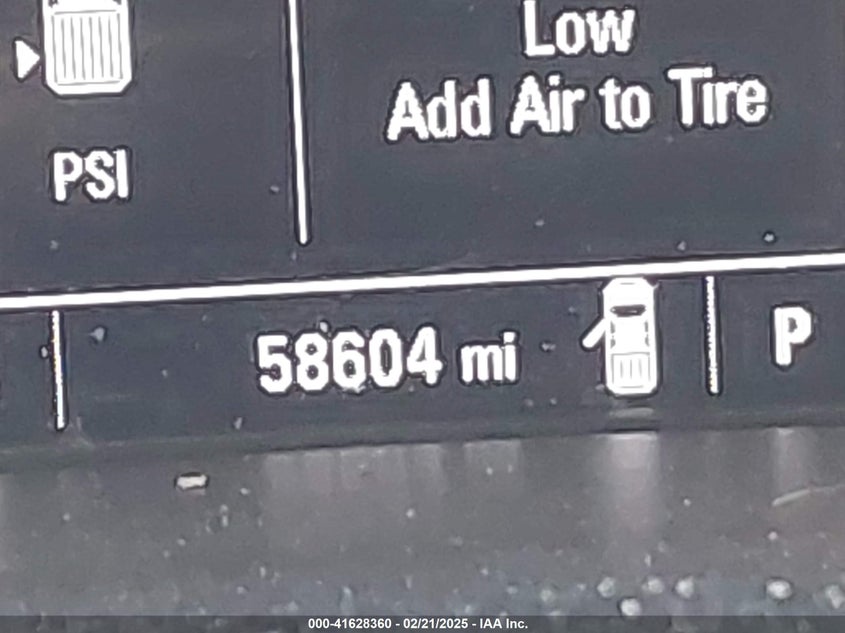 Low
Add Air to Tire
PSI
58604 mi
P
000-41628360 - 02/21/2025 - IAA Inc.